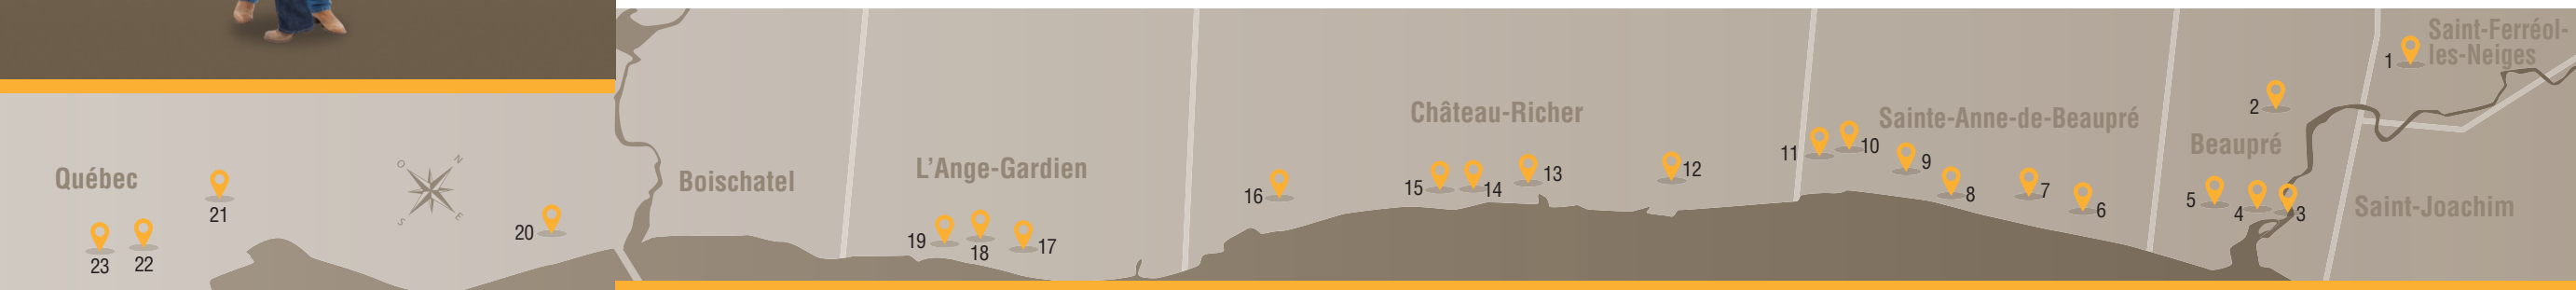 Québec
23
22
21
O
N
S
E
20
Boischatel
L'Ange-Gardien
19
18
17
Château-Richer
16
15
14
13
12
Sainte-Anne-de-Beaupré
11
10
9
8
7
6
Beaupré
2
5
4
3
Saint-Ferréol-
les-Neiges
1
Saint-Joachim